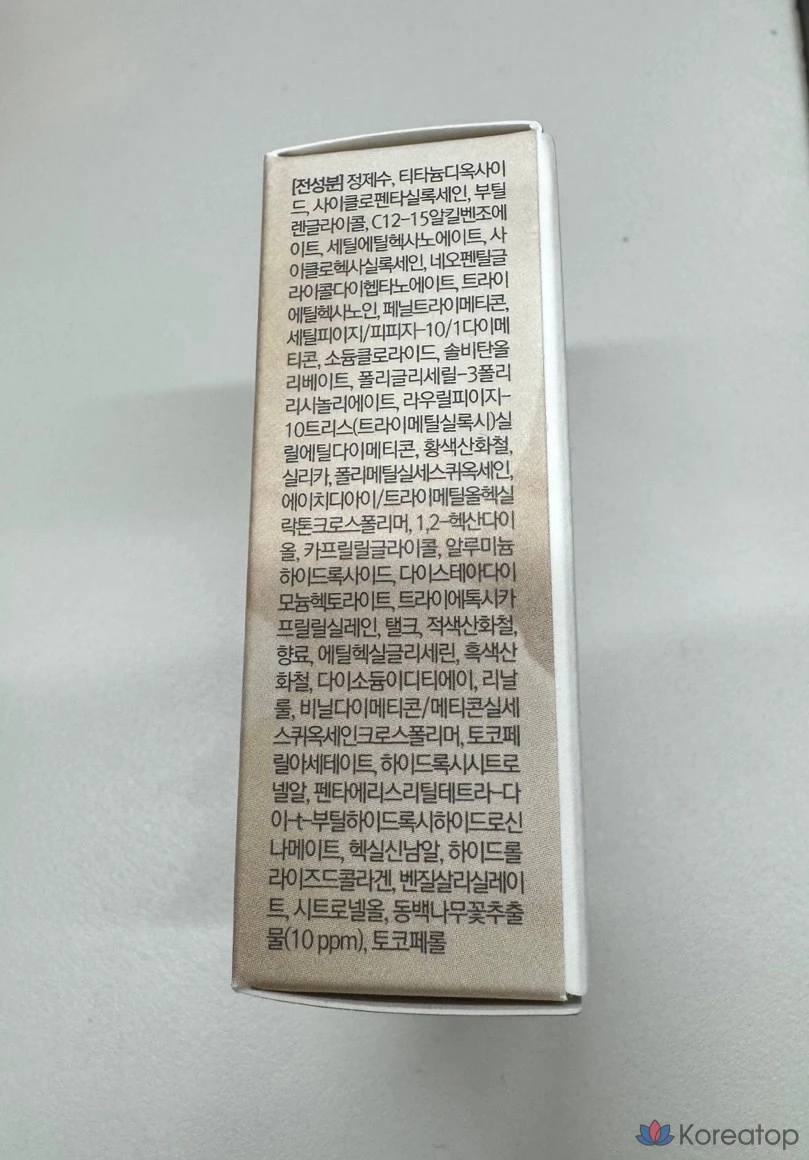 [전성분] 정제수, 티타늄디옥사이
드, 사이클로펜타실록세인, 부틸
렌글라이콜, C12-15알킬벤조에
이트, 세틸에틸헥사노에이트, 사
이클로헥사실록세인, 네오펜틸글
라이콜다이헵타노에이트, 트라이
에틸헥사노인, 페닐트라이메티콘,
세틸피이지/피피지-10/1다이메
티콘, 소듐클로라이드, 솔비탄올
리베이트, 폴리글리세릴-3폴리
리시놀리에이트, 라우릴피이지-
10트리스(트라이메틸실록시)실
릴에틸다이메티콘, 황색산화철,
실리카, 폴리메틸실세스퀴옥세인,
에이치디아이/트라이메틸올헥실
락톤크로스폴리머, 1,2-헥산다이
올, 카프릴릴글라이콜, 알루미늄
하이드록사이드, 다이스테아다이
모늄헥토라이트, 트라이에톡시카
프릴릴실레인, 탤크, 적색산화철,
향료, 에틸헥실글리세린, 흑색산
화철, 다이소듐이디티에이, 리날
룰, 비닐다이메티콘/메티콘실세
스퀴옥세인크로스폴리머, 토코페
릴아세테이트, 하이드록시시트로
넬알, 펜타에리스리틸테트라-다
이-t-부틸하이드록시하이드로신
나메이트, 헥실신남알, 하이드롤
라이즈드콜라겐, 벤질살리실레이
트, 시트로넬올, 동백나무꽃추출
물(10 ppm), 토코페롤
Koreatop